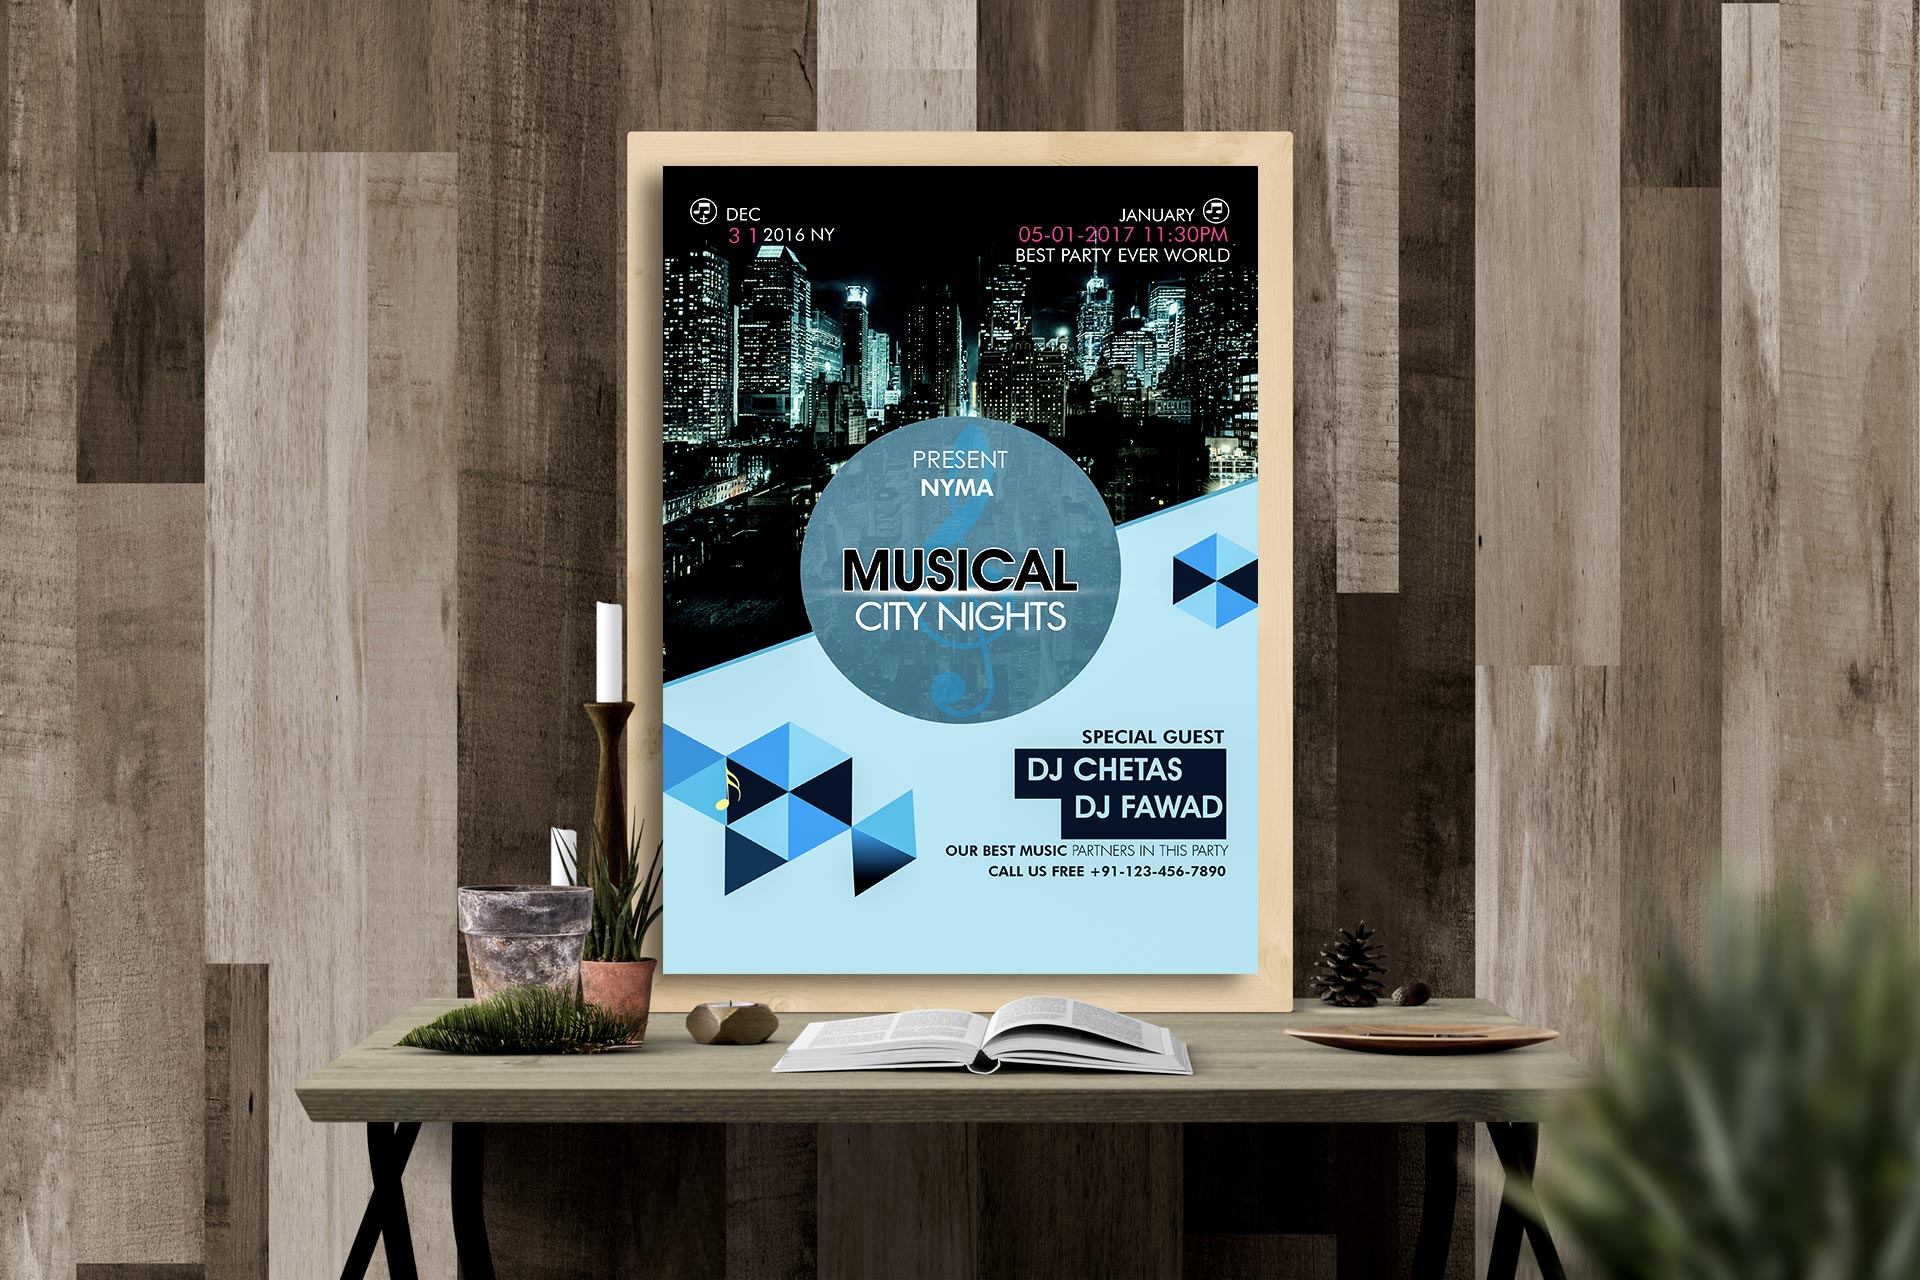 DEC
31 2016 NY
JANUARY
05-01-2017 11:30PM
BEST PARTY EVER WORLD
PRESENT
NYMA
MUSICAL
CITY NIGHTS
SPECIAL GUEST
DJ CHETAS
DJ FAWAD
OUR BEST MUSIC PARTNERS IN THIS PARTY
CALL US FREE +91-123-456-7890